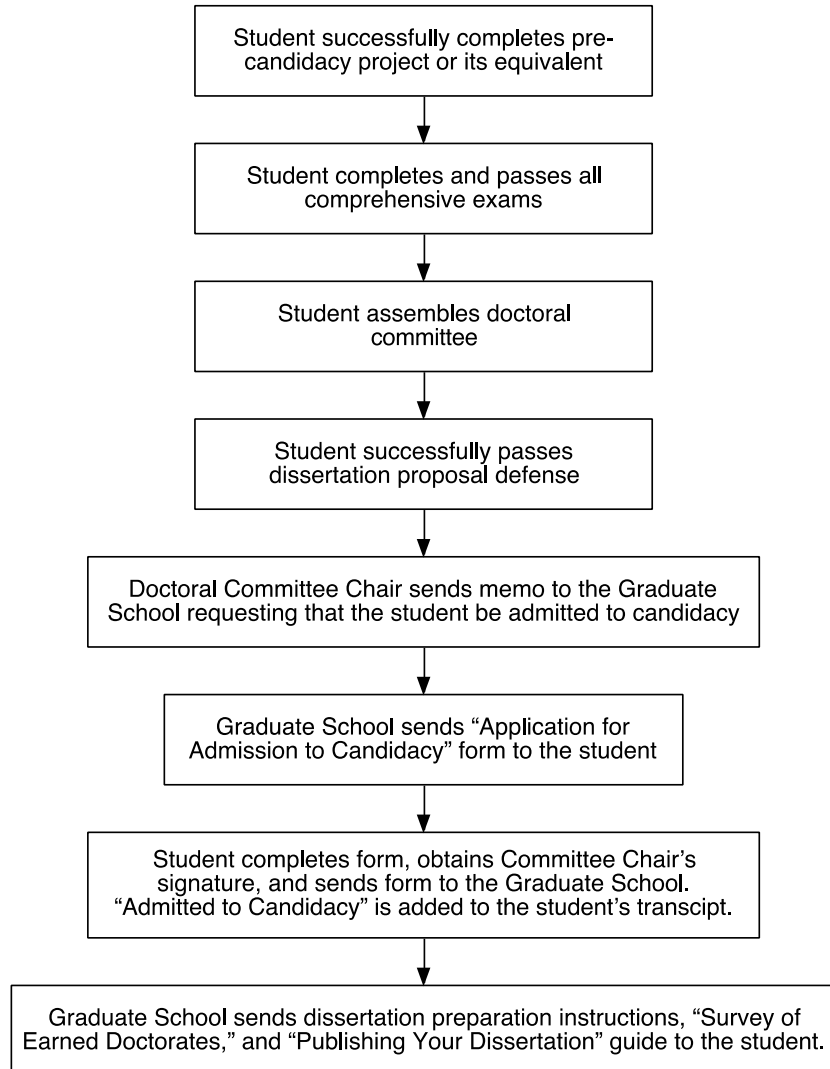 Student successfully completes pre-
candidacy project or its equivalent
Student completes and passes all
comprehensive exams
Student assembles doctoral
committee
Student successfully passes
dissertation proposal defense
Doctoral Committee Chair sends memo to the Graduate
School requesting that the student be admitted to candidacy
Graduate School sends “Application for
Admission to Candidacy” form to the student
Student completes form, obtains Committee Chair’s
signature, and sends form to the Graduate School.
“Admitted to Candidacy” is added to the student’s transcipt.
Graduate School sends dissertation preparation instructions, “Survey of
Earned Doctorates,” and “Publishing Your Dissertation” guide to the student.